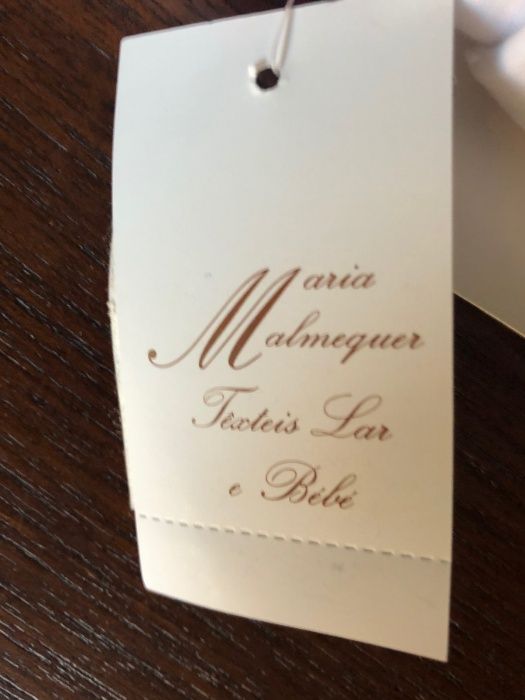 Maria
Malmequer
Têxteis Lar
e Bébé